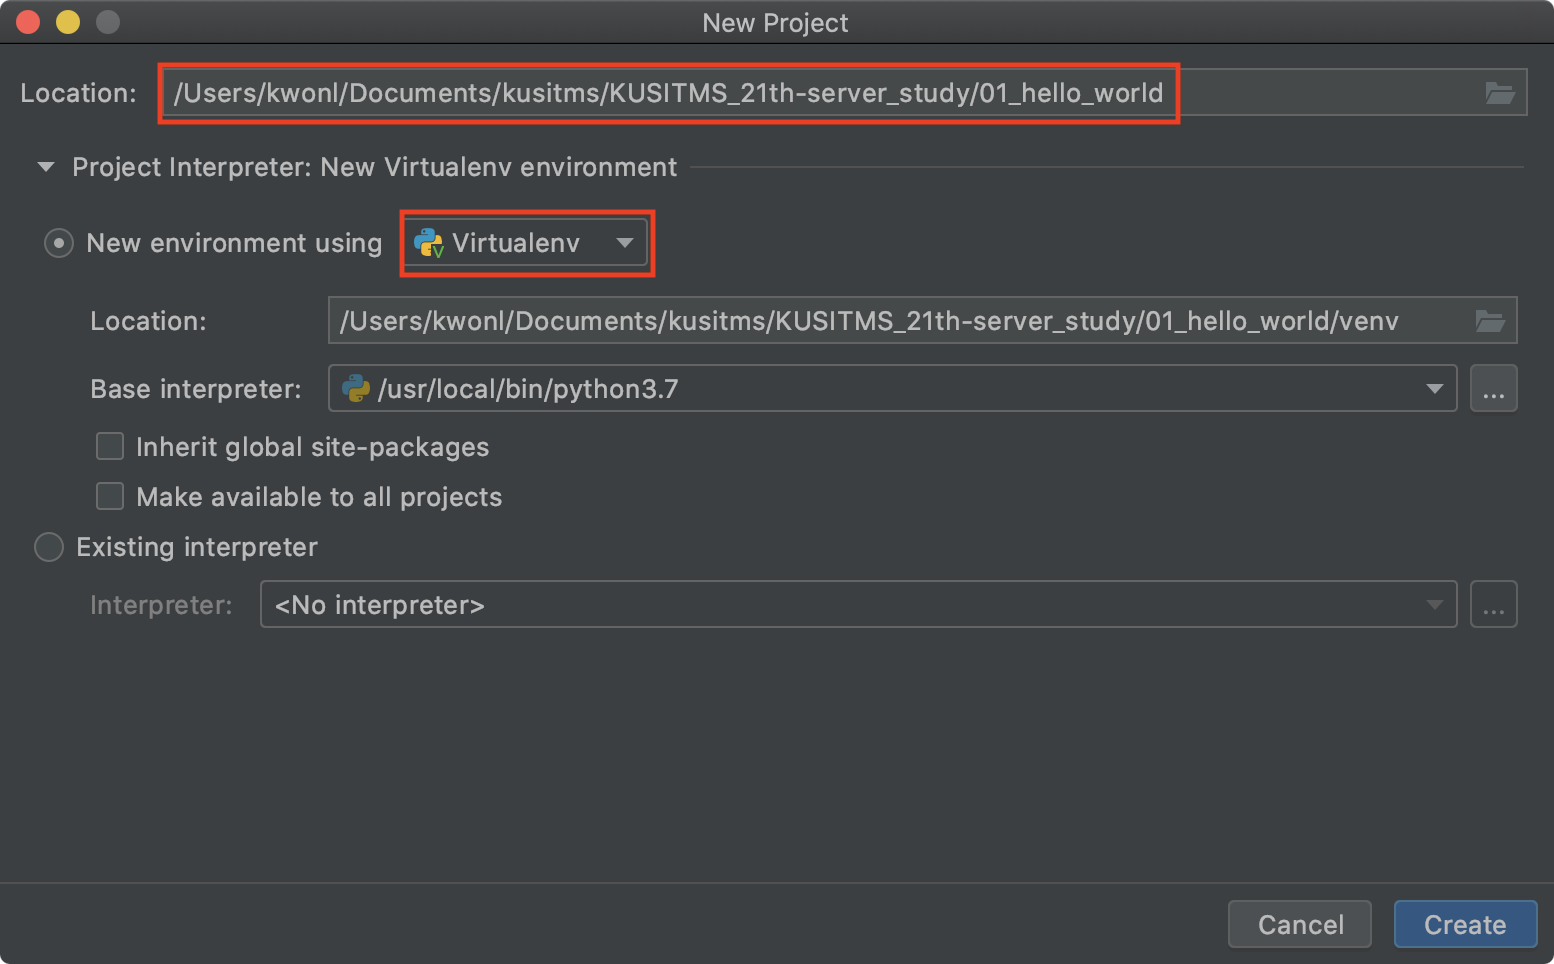 New Project
Location: /Users/kwonl/Documents/kusitms/KUSITMS_21th-server_study/01_hello_world
Project Interpreter: New Virtualenv environment
New environment using Virtualenv
Location: /Users/kwonl/Documents/kusitms/KUSITMS_21th-server_study/01_hello_world/venv
Base interpreter: /usr/local/bin/python3.7 ...
Inherit global site-packages
Make available to all projects
Existing interpreter
Interpreter: <No interpreter> ...
Cancel Create